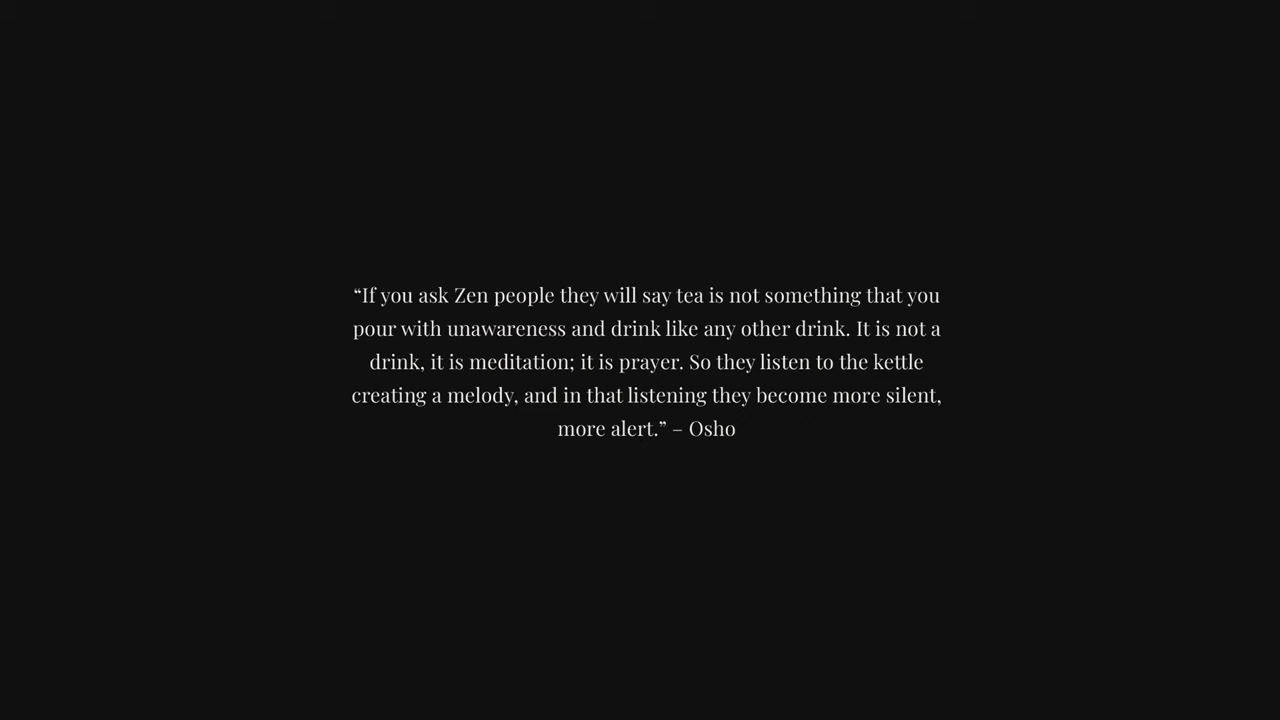 “If you ask Zen people they will say tea is not something that you
pour with unawareness and drink like any other drink. It is not a
drink, it is meditation; it is prayer. So they listen to the kettle
creating a melody, and in that listening they become more silent,
more alert.” – Osho